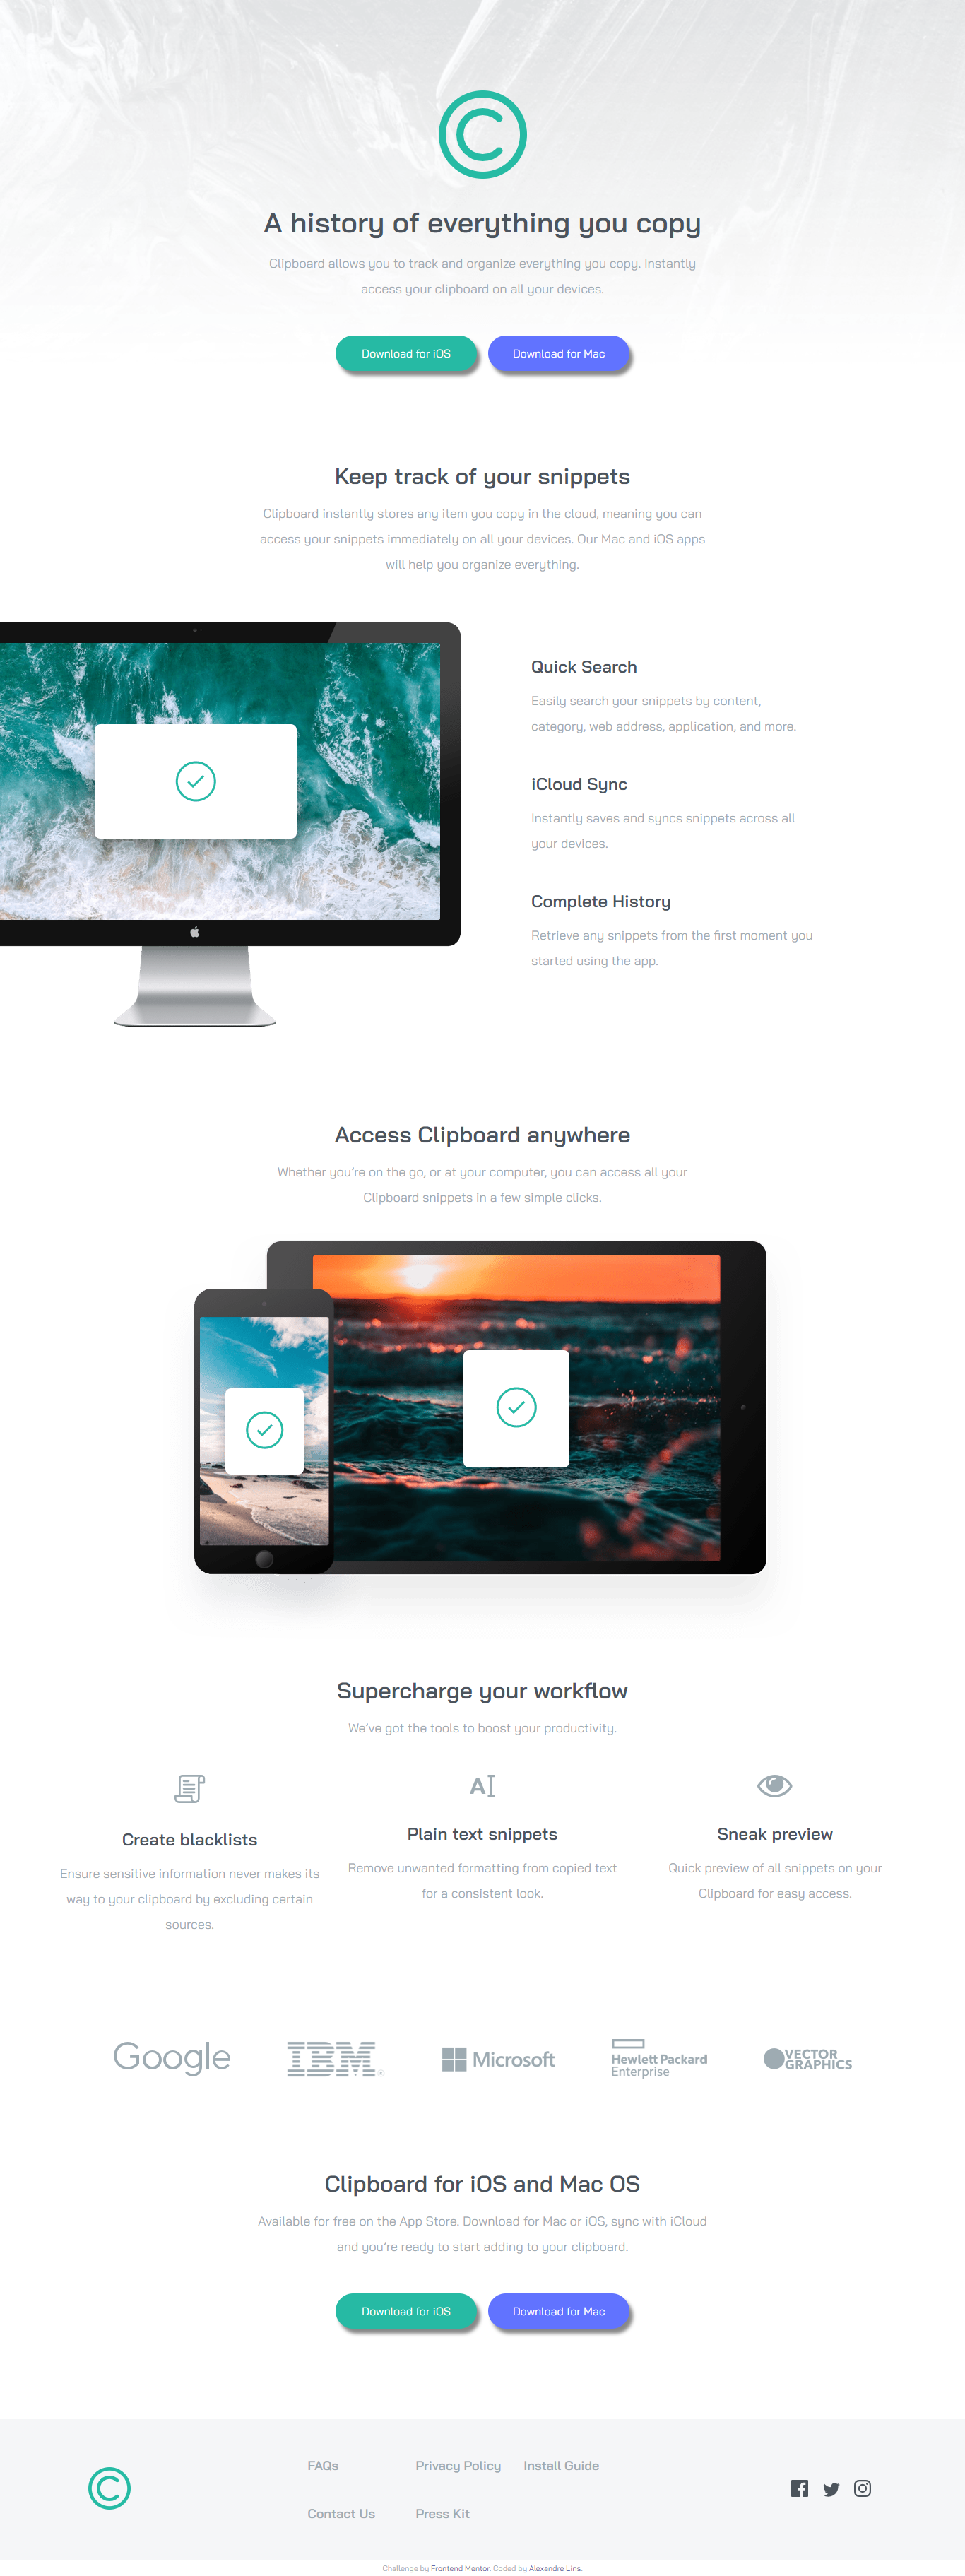 A history of everything you copy
Clipboard allows you to track and organize everything you copy. Instantly
access your clipboard on all your devices.
Download for iOS
Download for Mac
Keep track of your snippets
Clipboard instantly stores any item you copy in the cloud, meaning you can
access your snippets immediately on all your devices. Our Mac and iOS apps
will help you organize everything.
Quick Search
Easily search your snippets by content,
category, web address, application, and more.
iCloud Sync
Instantly saves and syncs snippets across all
your devices.
Complete History
Retrieve any snippets from the first moment you
started using the app.
Access Clipboard anywhere
Whether you’re on the go, or at your computer, you can access all your
Clipboard snippets in a few simple clicks.
Supercharge your workflow
We’ve got the tools to boost your productivity.
Create blacklists
Ensure sensitive information never makes its
way to your clipboard by excluding certain
sources.
Plain text snippets
Remove unwanted formatting from copied text
for a consistent look.
Sneak preview
Quick preview of all snippets on your
Clipboard for easy access.
Google
IBM
Microsoft
Hewlett Packard
Enterprise
VECTOR
GRAPHICS
Clipboard for iOS and Mac OS
Available for free on the App Store. Download for Mac or iOS, sync with iCloud
and you’re ready to start adding to your clipboard.
Download for iOS
Download for Mac
FAQs
Privacy Policy
Install Guide
Contact Us
Press Kit
Challenge by Frontend Mentor. Coded by Alexandre Lins.